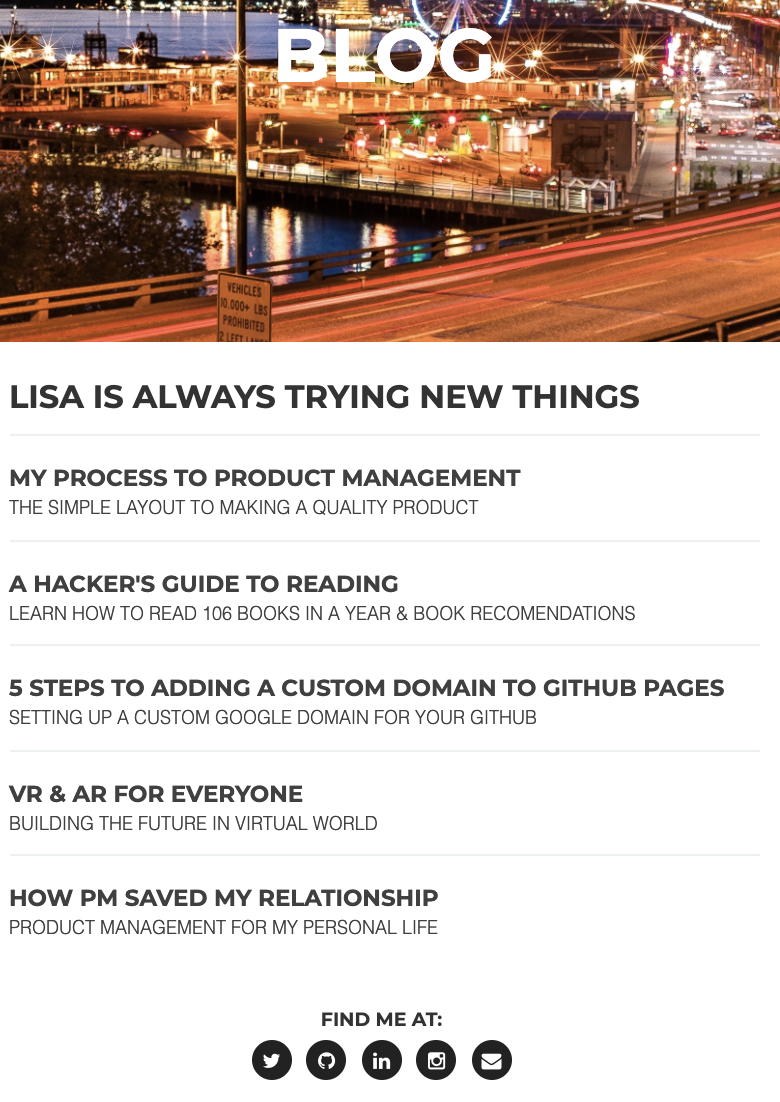 BLOG
VEHICLES
10,000+ LBS
PROHIBITED
2 LEFT LANES
LISA IS ALWAYS TRYING NEW THINGS
MY PROCESS TO PRODUCT MANAGEMENT
THE SIMPLE LAYOUT TO MAKING A QUALITY PRODUCT
A HACKER'S GUIDE TO READING
LEARN HOW TO READ 106 BOOKS IN A YEAR & BOOK RECOMENDATIONS
5 STEPS TO ADDING A CUSTOM DOMAIN TO GITHUB PAGES
SETTING UP A CUSTOM GOOGLE DOMAIN FOR YOUR GITHUB
VR & AR FOR EVERYONE
BUILDING THE FUTURE IN VIRTUAL WORLD
HOW PM SAVED MY RELATIONSHIP
PRODUCT MANAGEMENT FOR MY PERSONAL LIFE
FIND ME AT:
in